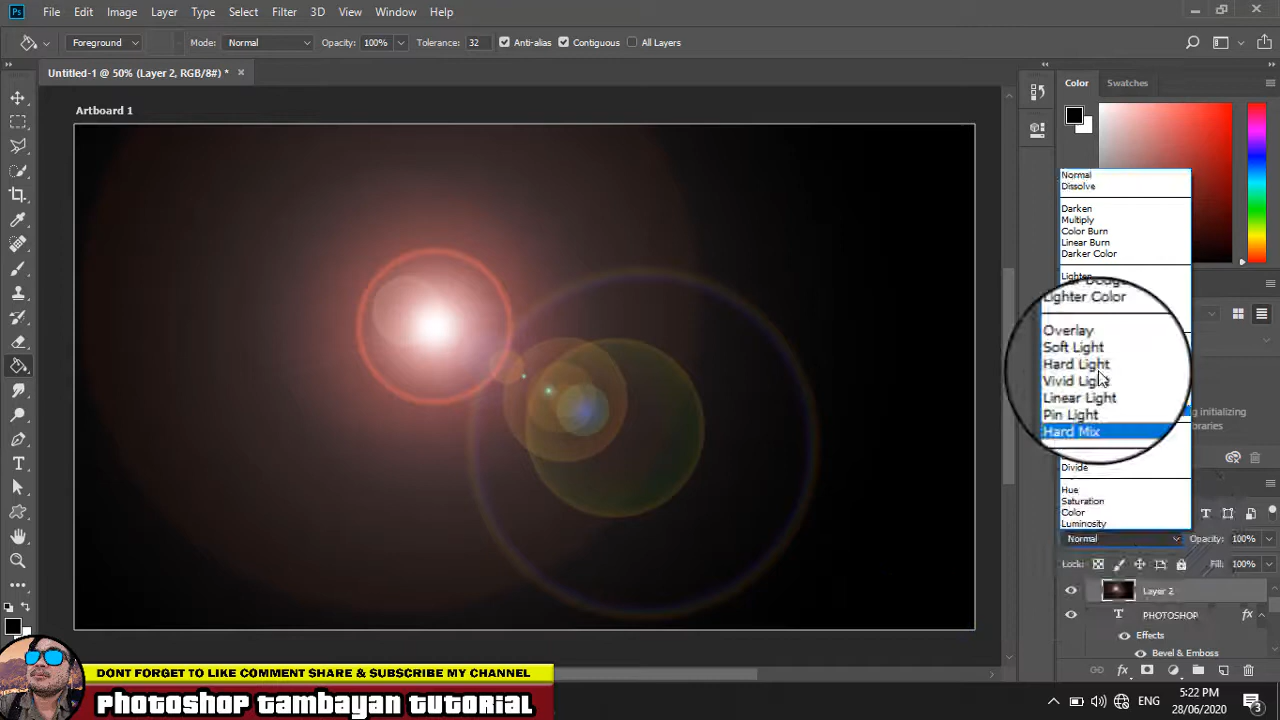 Ps File Edit Image Layer Type Select Filter 3D View Window Help
Foreground Mode: Normal Opacity: 100% Tolerance: 32 Anti-alias Contiguous All Layers
Untitled-1 @ 50% (Layer 2, RGB/8#) * ×
Color Swatches
Artboard 1
Normal
Dissolve
Darken
Multiply
Color Burn
Linear Burn
Darker Color
Lighten
Lighter Color
Overlay
Soft Light
Hard Light
Vivid Light
Linear Light
Pin Light
Hard Mix
Divide
Hue
Saturation
Color
Luminosity
initializing
Normal Opacity: 100%
Lock: Fill: 100%
Layer 2
T PHOTOSHOP fx
Effects
Bevel & Emboss
DONT FORGET TO LIKE COMMENT SHARE & SUBSCRIBE MY CHANNEL
PHOTOSHOP TAMBAYAN TUTORIAL
ENG
5:22 PM
28/06/2020
3